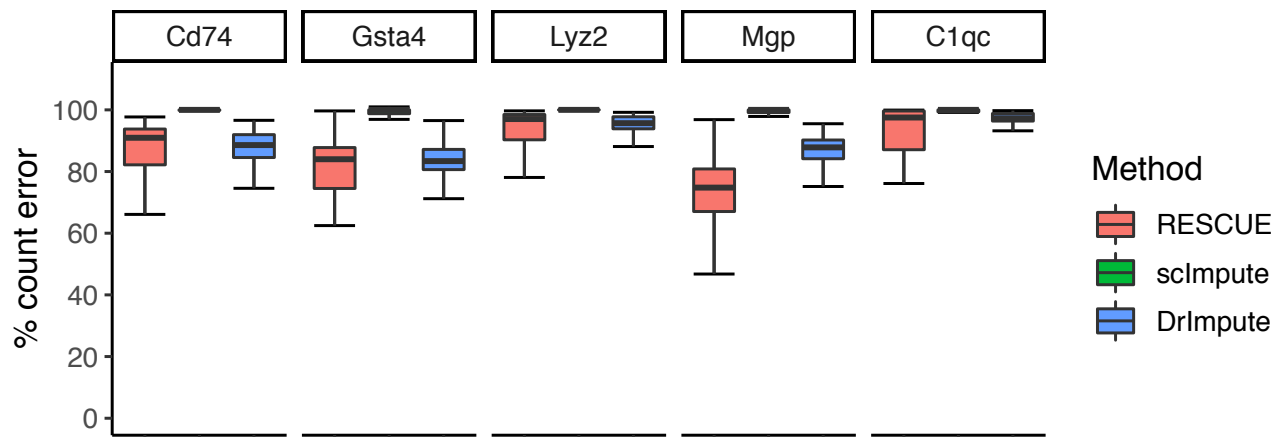 Cd74 Gsta4 Lyz2 Mgp C1qc
% count error
100
80
60
40
20
0
Method
RESCUE
scImpute
DrImpute